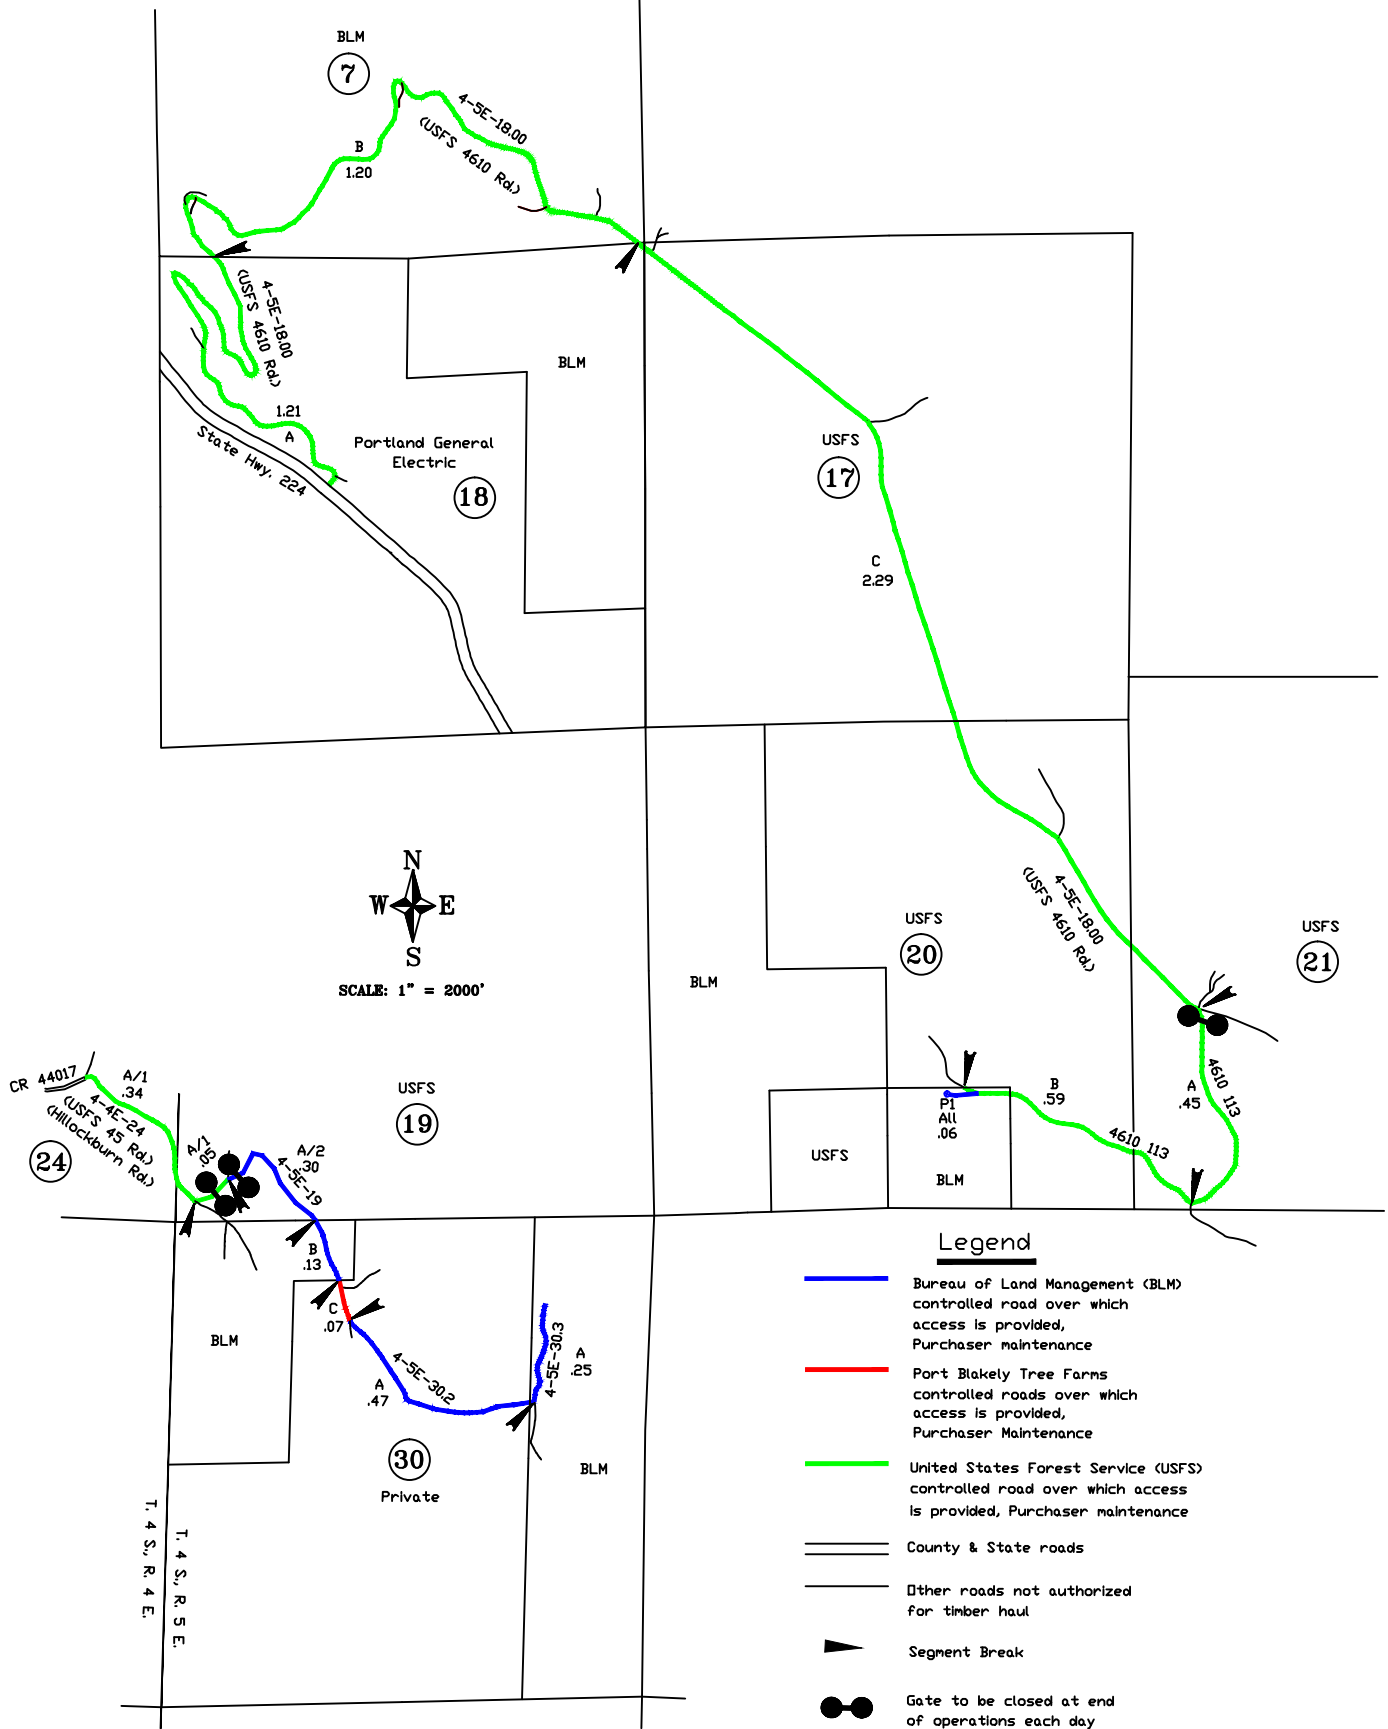 BLM
7
4-5E-18.00
(USFS 4610 Rd.)
B
1.20
4-5E-18.00
(USFS 4610 Rd.)
BLM
1.21
A
State Hwy. 224
Portland General
Electric
18
USFS
17
C
2.29
N
W E
S
SCALE: 1" = 2000'
4-5E-18.00
(USFS 4610 Rd.)
USFS
20
USFS
21
BLM
CR 44017
A/1
.34
4-4E-24
(USFS 45 Rd.)
(Hillockburn Rd.)
24
A/1
.05
A/2
.30
4-5E-19
USFS
19
P1
All
.06
B
.59
4610 113
A
.45
4610 113
USFS
BLM
B
.13
C
.07
BLM
A
.47
4-5E-30.2
4-5E-30.3
A
.25
30
Private
BLM
T. 4 S., R. 4 E.
T. 4 S., R. 5 E.
Legend
Bureau of Land Management (BLM)
controlled road over which
access is provided,
Purchaser maintenance
Port Blakely Tree Farms
controlled roads over which
access is provided,
Purchaser Maintenance
United States Forest Service (USFS)
controlled road over which access
is provided, Purchaser maintenance
County & State roads
Other roads not authorized
for timber haul
Segment Break
Gate to be closed at end
of operations each day